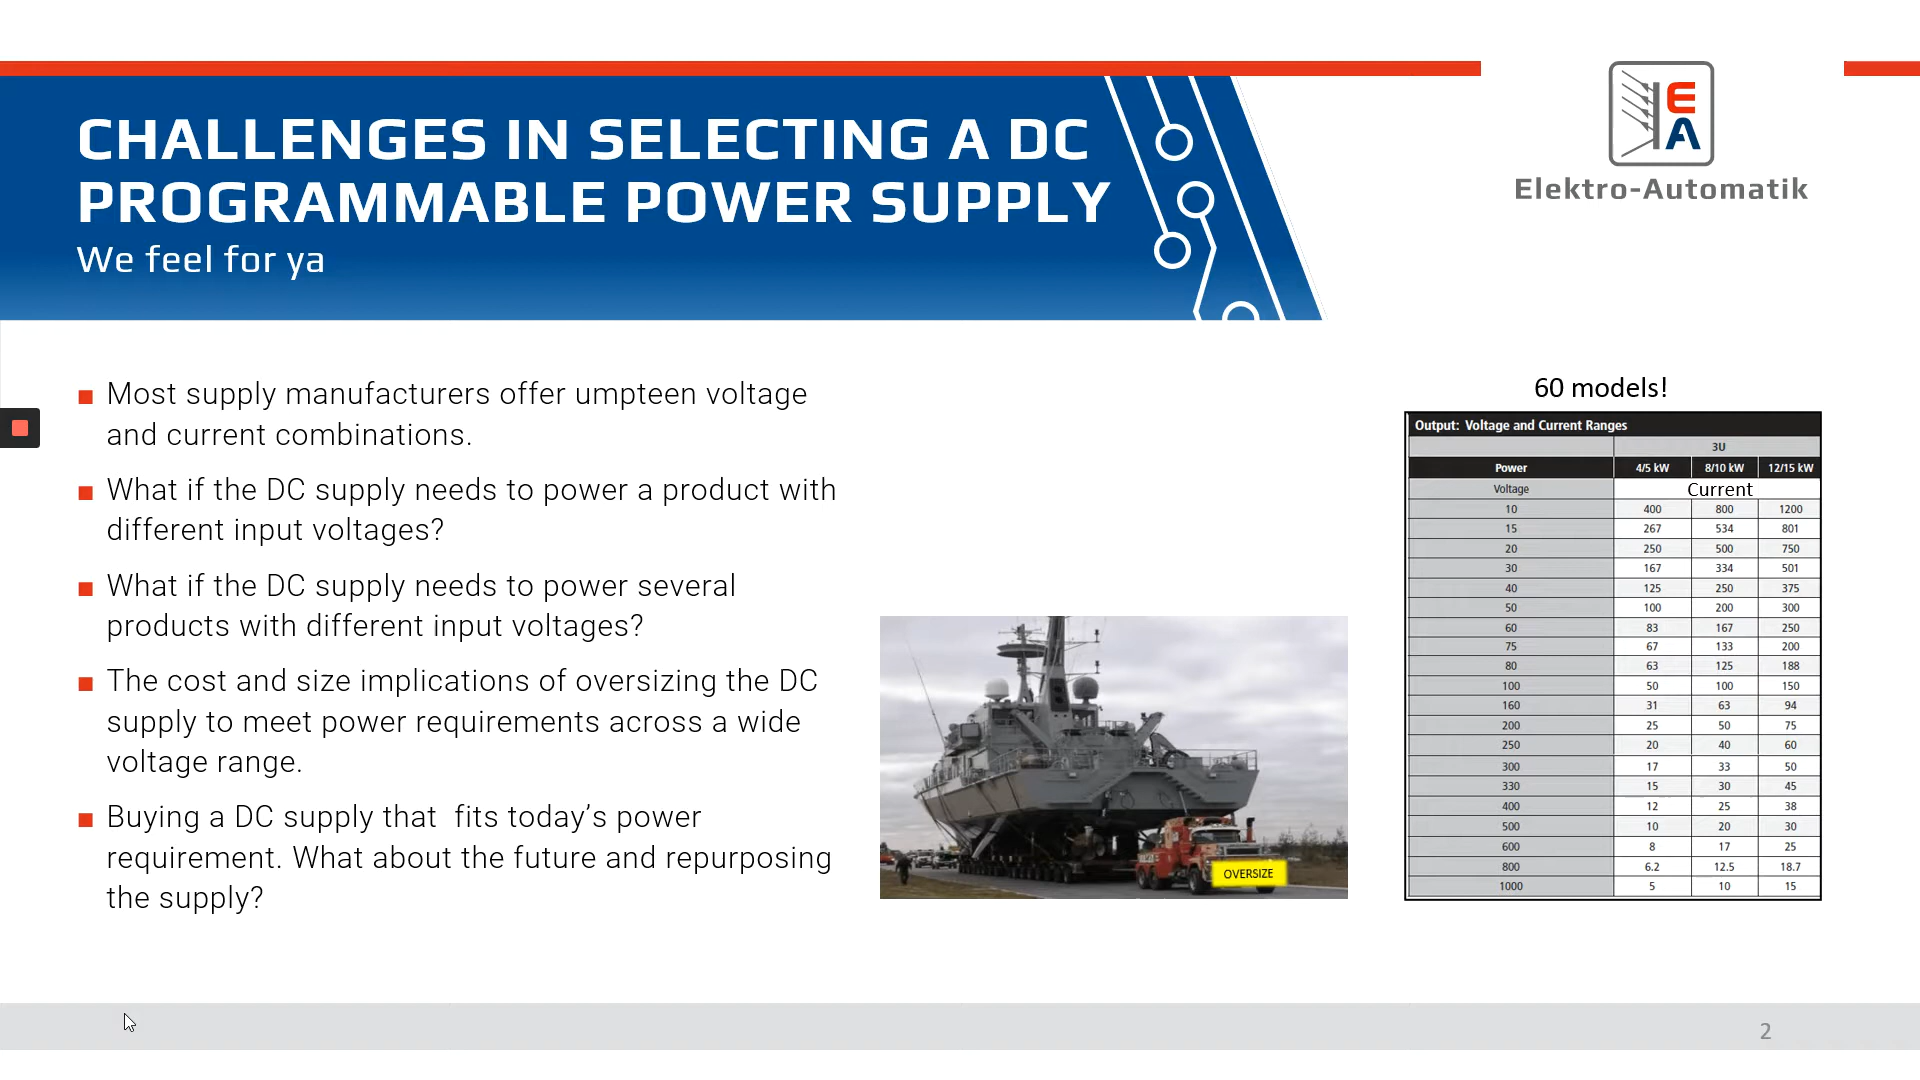 CHALLENGES IN SELECTING A DC
PROGRAMMABLE POWER SUPPLY
We feel for ya
EA
Elektro-Automatik
■ Most supply manufacturers offer umpteen voltage
and current combinations.
■ What if the DC supply needs to power a product with
different input voltages?
■ What if the DC supply needs to power several
products with different input voltages?
■ The cost and size implications of oversizing the DC
supply to meet power requirements across a wide
voltage range.
■ Buying a DC supply that  fits today’s power
requirement. What about the future and repurposing
the supply?
OVERSIZE
60 models!
Output: Voltage and Current Ranges
3U
Power 4/5 kW 8/10 kW 12/15 kW
Voltage Current
10 400 800 1200
15 267 534 801
20 250 500 750
30 167 334 501
40 125 250 375
50 100 200 300
60 83 167 250
75 67 133 200
80 63 125 188
100 50 100 150
160 31 63 94
200 25 50 75
250 20 40 60
300 17 33 50
330 15 30 45
400 12 25 38
500 10 20 30
600 8 17 25
800 6.2 12.5 18.7
1000 5 10 15
2